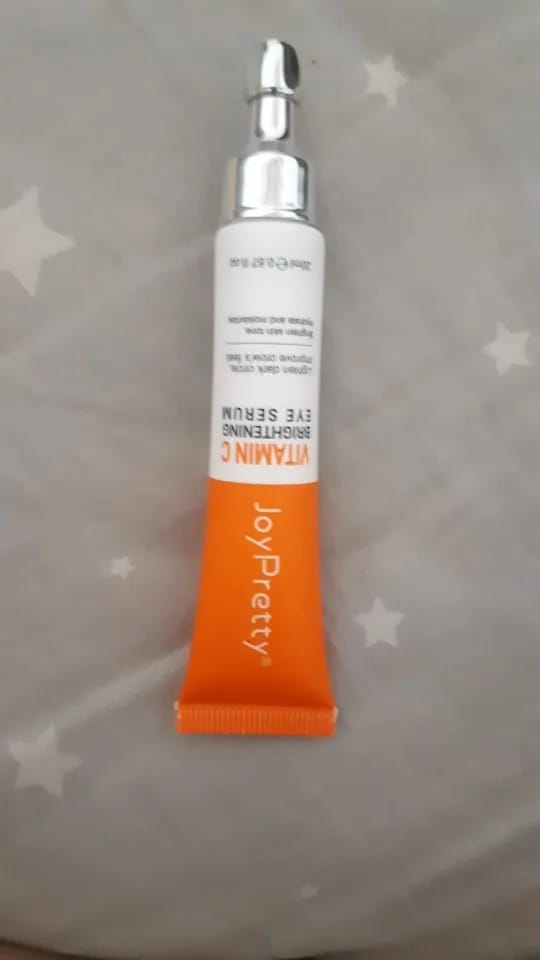 JoyPretty®
VITAMIN C
BRIGHTENING
EYE SERUM
Lighten dark circle,
Improve crow's feet
Brighten skin tone,
Hydrate and moisturize
20ml ℮ 0.67 fl.oz